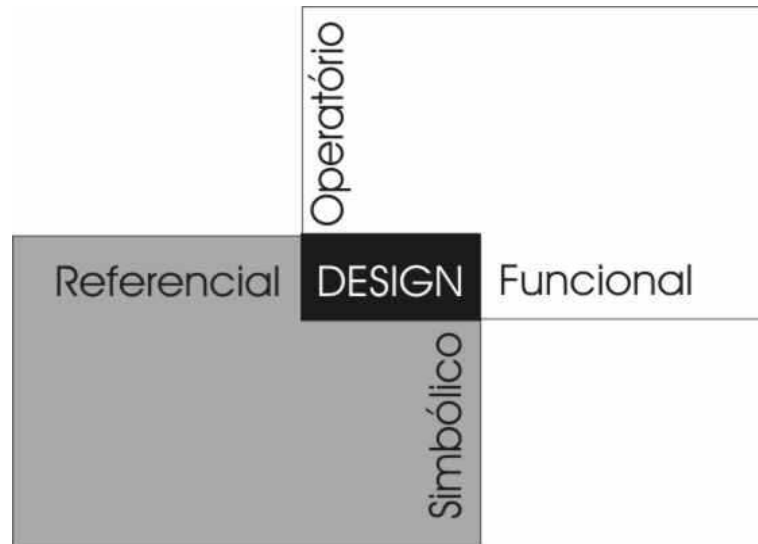 Operatório
Referencial
DESIGN
Funcional
Simbólico